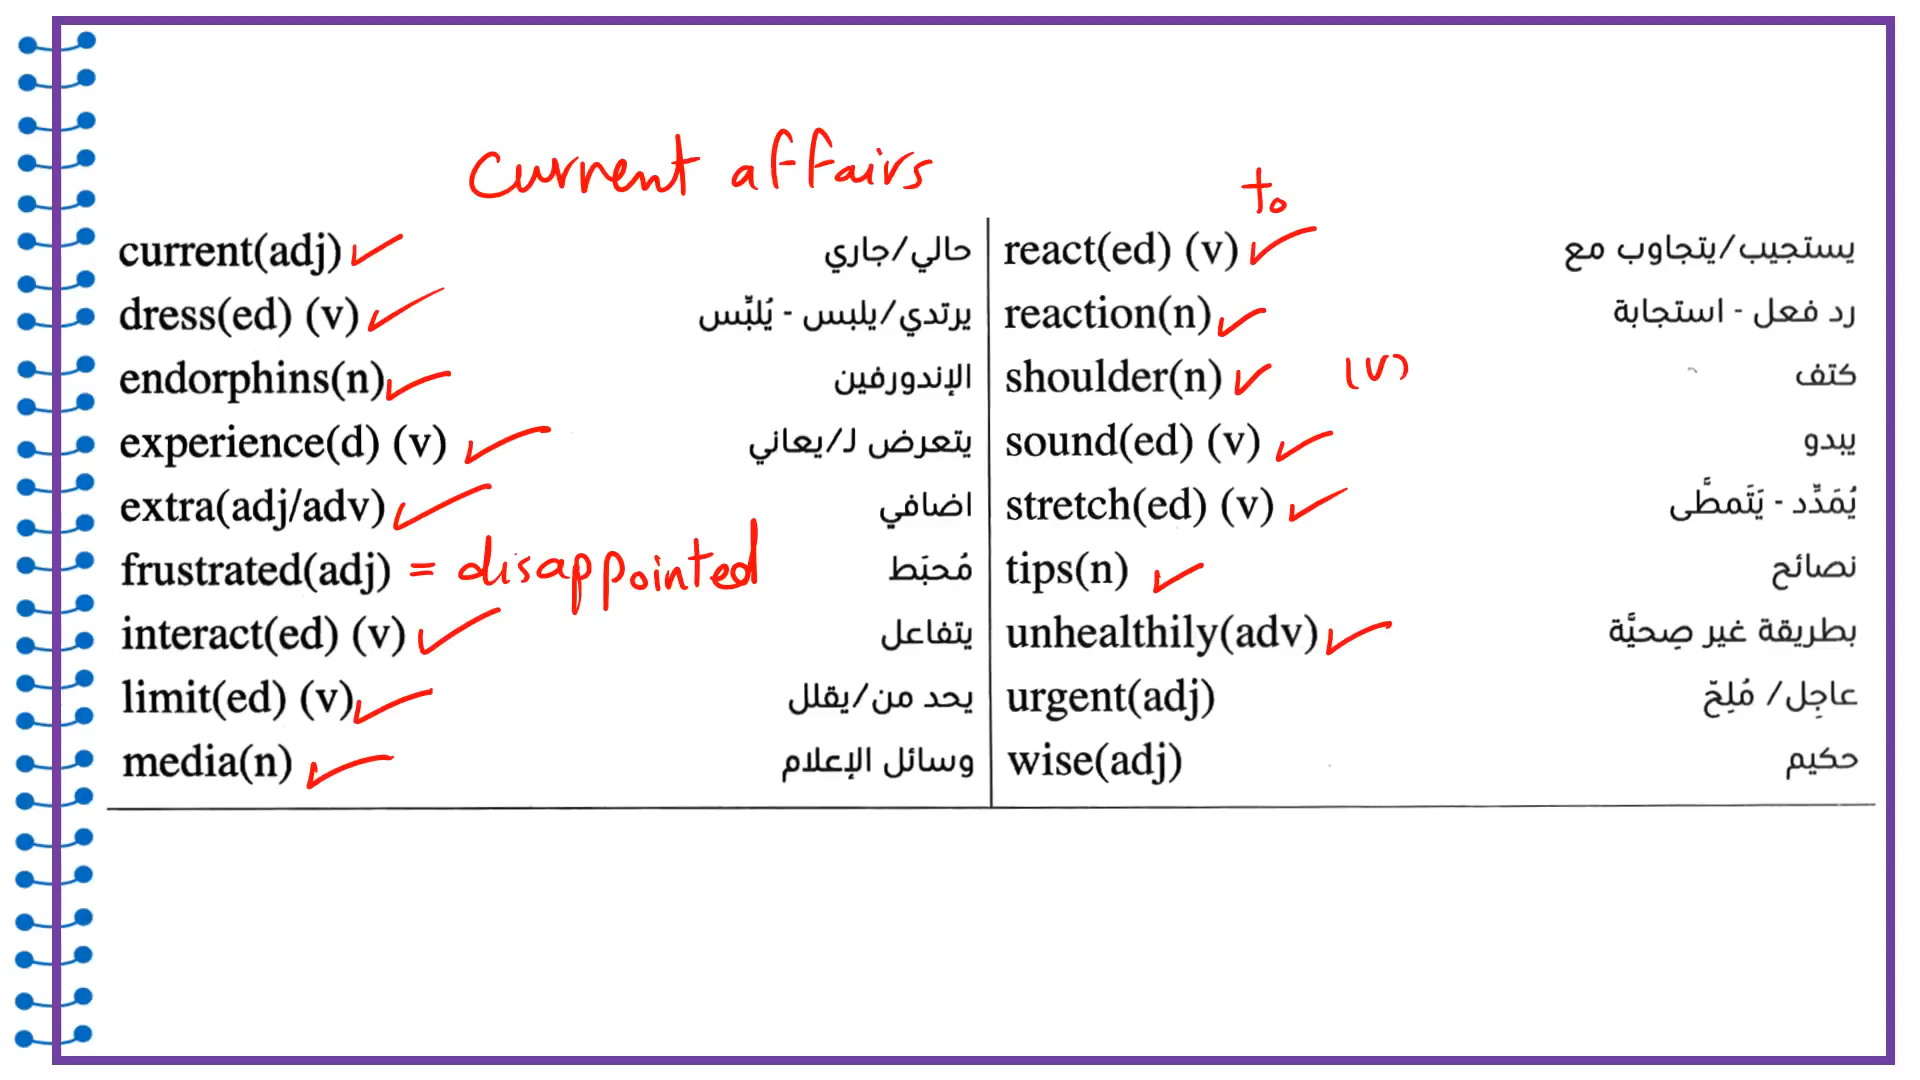 Current affairs
to
current(adj) ✓ حالي/جاري
dress(ed) (v) ✓ يرتدي/يلبس - يُلبِّس
endorphins(n) ✓ الإندورفين
experience(d) (v) ✓ يتعرض لـ/يعاني
extra(adj/adv) ✓ اضافي
frustrated(adj) = disappointed مُحبَط
interact(ed) (v) ✓ يتفاعل
limit(ed) (v) ✓ يحد من/يقلل
media(n) ✓ وسائل الإعلام
react(ed) (v) ✓ يستجيب/يتجاوب مع
reaction(n) ✓ رد فعل - استجابة
shoulder(n) ✓ (v) كتف
sound(ed) (v) ✓ يبدو
stretch(ed) (v) ✓ يُمَدِّد - يَتَمطَّى
tips(n) ✓ نصائح
unhealthily(adv) ✓ بطريقة غير صِحيَّة
urgent(adj) عاجِل/ مُلِحّ
wise(adj) حكيم